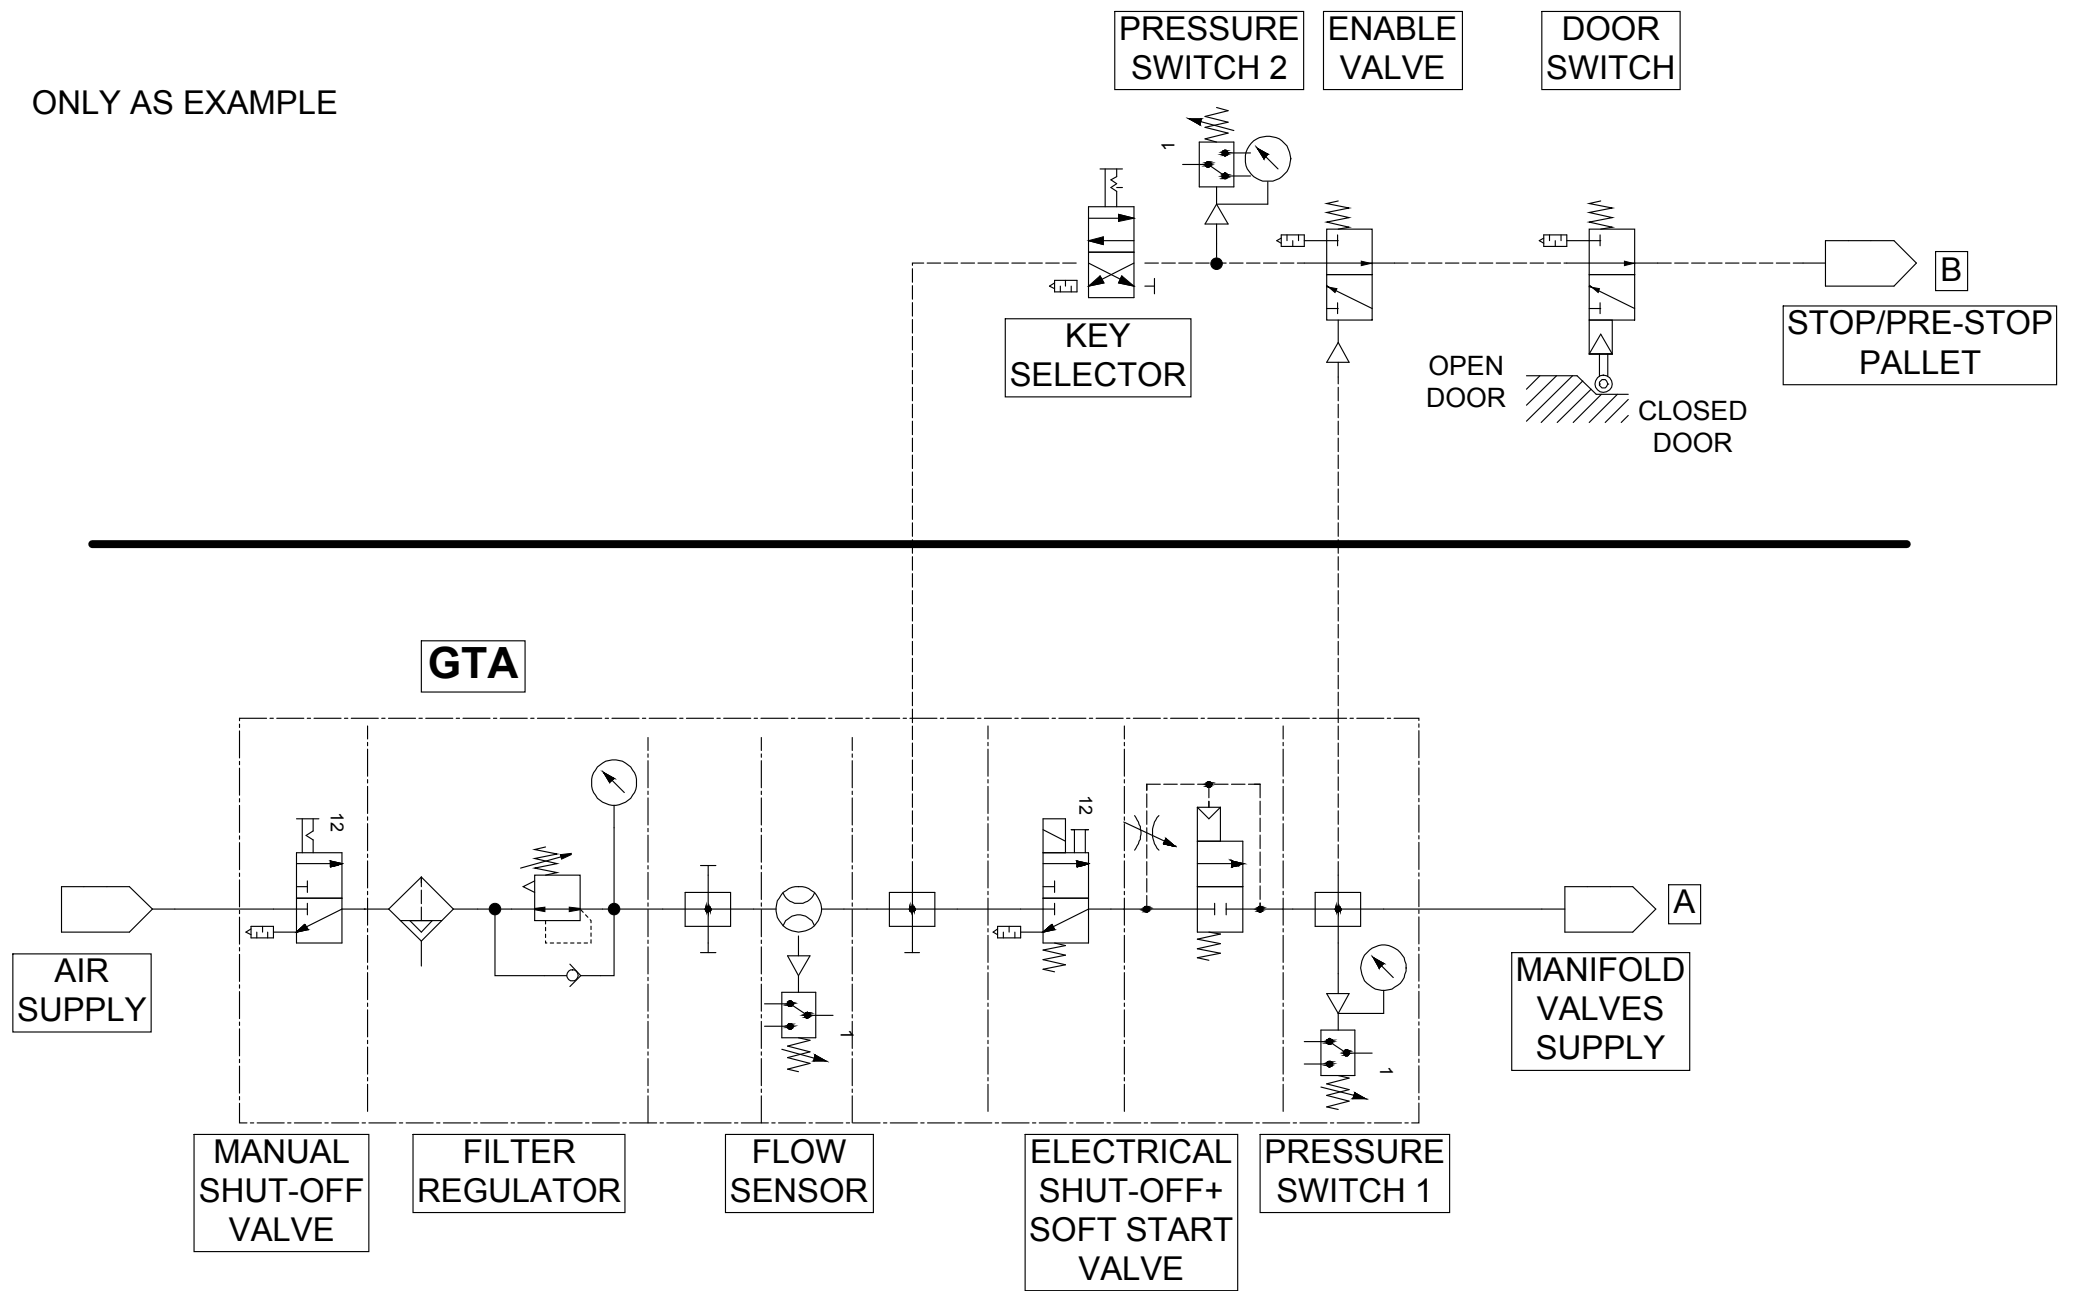 PRESSURE
SWITCH 2
ENABLE
VALVE
DOOR
SWITCH
ONLY AS EXAMPLE
1
B
KEY
SELECTOR
STOP/PRE-STOP
PALLET
OPEN
DOOR
CLOSED
DOOR
GTA
12
12
A
AIR
SUPPLY
MANIFOLD
VALVES
SUPPLY
1
1
MANUAL
SHUT-OFF
VALVE
FILTER
REGULATOR
FLOW
SENSOR
ELECTRICAL
SHUT-OFF+
SOFT START
VALVE
PRESSURE
SWITCH 1